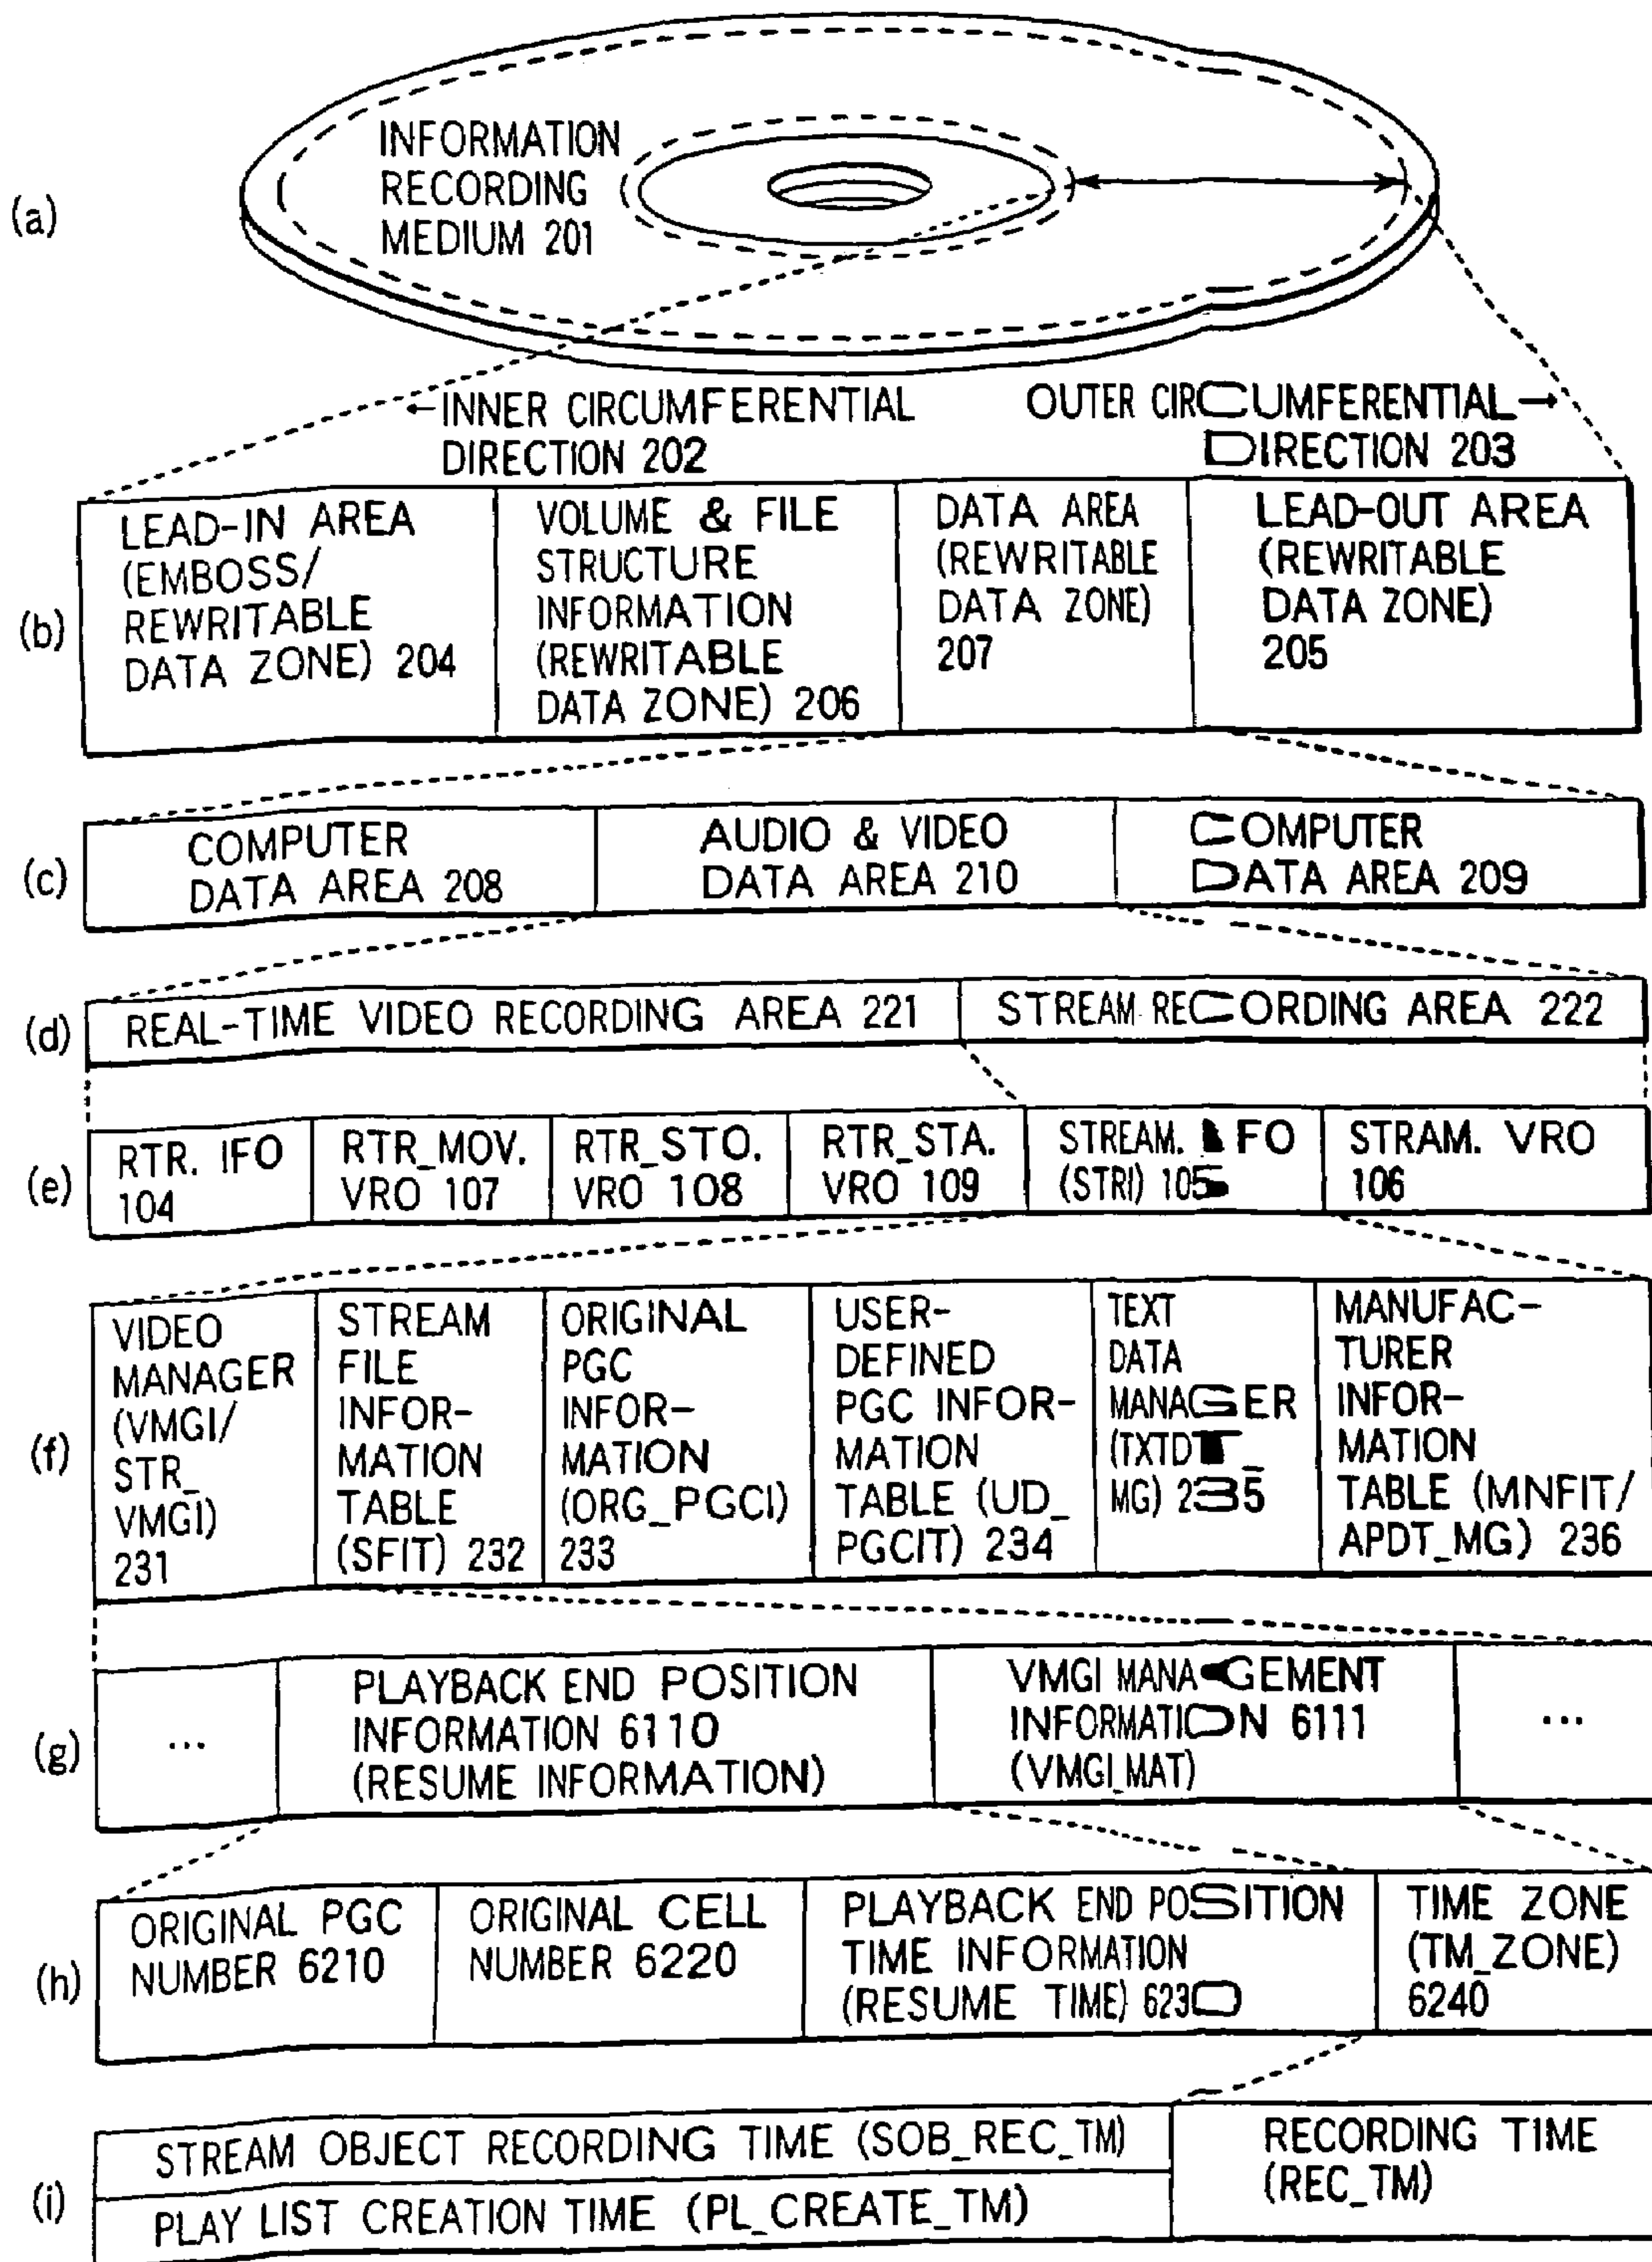 (a)
INFORMATION
RECORDING
MEDIUM 201
←INNER CIRCUMFERENTIAL
DIRECTION 202
OUTER CIRCUMFERENTIAL→
DIRECTION 203
(b)
LEAD-IN AREA
(EMBOSS/
REWRITABLE
DATA ZONE) 204
VOLUME & FILE
STRUCTURE
INFORMATION
(REWRITABLE
DATA ZONE) 206
DATA AREA
(REWRITABLE
DATA ZONE)
207
LEAD-OUT AREA
(REWRITABLE
DATA ZONE)
205
(c)
COMPUTER
DATA AREA 208
AUDIO & VIDEO
DATA AREA 210
COMPUTER
DATA AREA 209
(d)
REAL-TIME VIDEO RECORDING AREA 221
STREAM RECORDING AREA 222
(e)
RTR. IFO
104
RTR_MOV.
VRO 107
RTR_STO.
VRO 108
RTR_STA.
VRO 109
STREAM. IFO
(STRI) 105
STRAM. VRO
106
(f)
VIDEO
MANAGER
(VMGI/
STR_
VMGI)
231
STREAM
FILE
INFOR-
MATION
TABLE
(SFIT) 232
ORIGINAL
PGC
INFOR-
MATION
(ORG_PGCI)
233
USER-
DEFINED
PGC INFOR-
MATION
TABLE (UD_
PGCIT) 234
TEXT
DATA
MANAGER
(TXTDT_
MG) 235
MANUFAC-
TURER
INFOR-
MATION
TABLE (MNFIT/
APDT_MG) 236
(g)
...
PLAYBACK END POSITION
INFORMATION 6110
(RESUME INFORMATION)
VMGI MANAGEMENT
INFORMATION 6111
(VMGI_MAT)
...
(h)
ORIGINAL PGC
NUMBER 6210
ORIGINAL CELL
NUMBER 6220
PLAYBACK END POSITION
TIME INFORMATION
(RESUME TIME) 6230
TIME ZONE
(TM_ZONE)
6240
(i)
STREAM OBJECT RECORDING TIME (SOB_REC_TM)
PLAY LIST CREATION TIME (PL_CREATE_TM)
RECORDING TIME
(REC_TM)